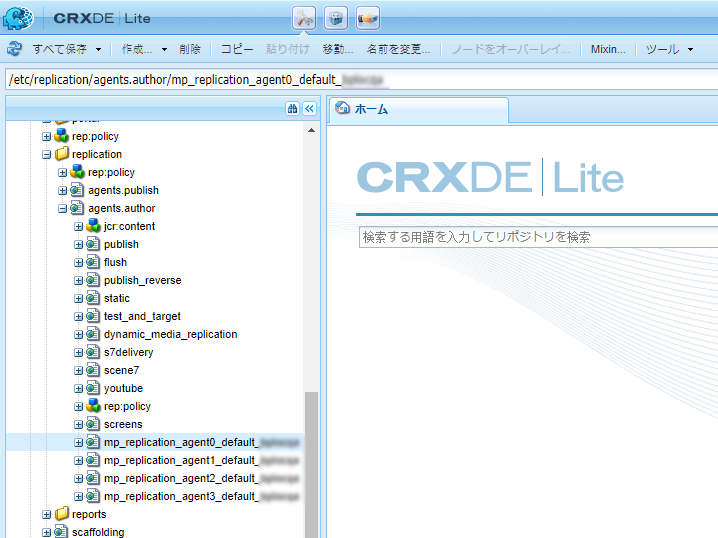 CRXDE | Lite
すべて保存 作成... 削除 コピー 貼り付け 移動... 名前を変更... ノードをオーバーレイ... Mixin... ツール
/etc/replication/agents.author/mp_replication_agent0_default_
ホーム
portal
rep:policy
replication
rep:policy
agents.publish
agents.author
jcr:content
publish
flush
publish_reverse
static
test_and_target
dynamic_media_replication
s7delivery
scene7
youtube
rep:policy
screens
mp_replication_agent0_default_
mp_replication_agent1_default_
mp_replication_agent2_default_
mp_replication_agent3_default_
reports
scaffolding
CRXDE | Lite
検索する用語を入力してリポジトリを検索